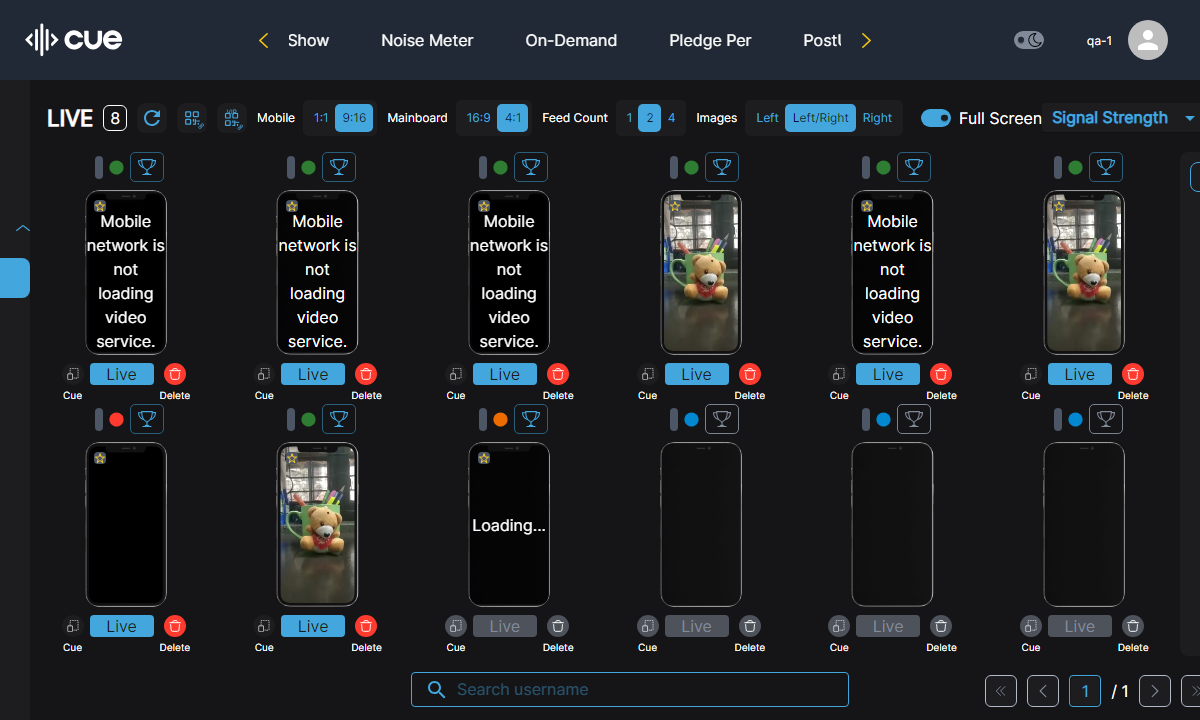 cue
Show Noise Meter On-Demand Pledge Per
qa-1
LIVE 8 Mobile 1:1 9:16 Mainboard 16:9 4:1 Feed Count 1 2 4 Images Left Left/Right Right Full Screen Signal Strength
Mobile
network is
not
loading
video
service.
Mobile
network is
not
loading
video
service.
Mobile
network is
not
loading
video
service.
Mobile
network is
not
loading
video
service.
Live Live Live Live Live Live
Cue Delete Cue Delete Cue Delete Cue Delete Cue Delete Cue Delete
Loading...
Live Live Live Live Live Live
Cue Delete Cue Delete Cue Delete Cue Delete Cue Delete Cue Delete
Search username
1 / 1